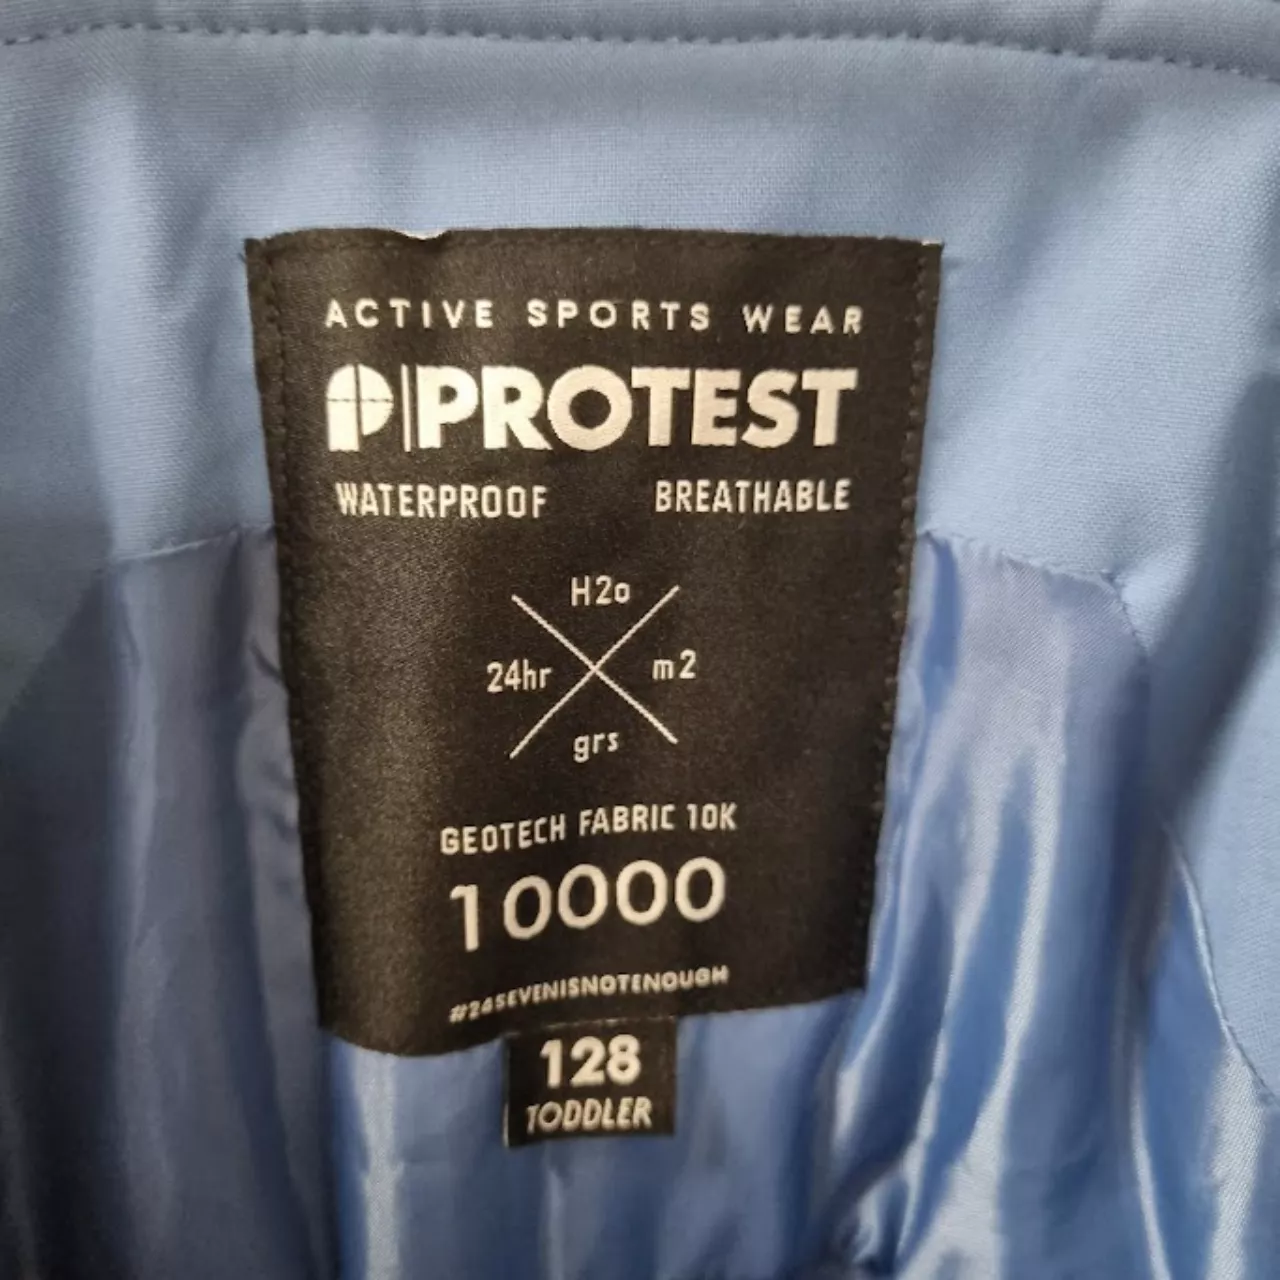 ACTIVE SPORTS WEAR
PROTEST
WATERPROOF BREATHABLE
H2o
24hr m2
grs
GEOTECH FABRIC 10K
10000
#24SEVENISNOTENOUGH
128
TODDLER